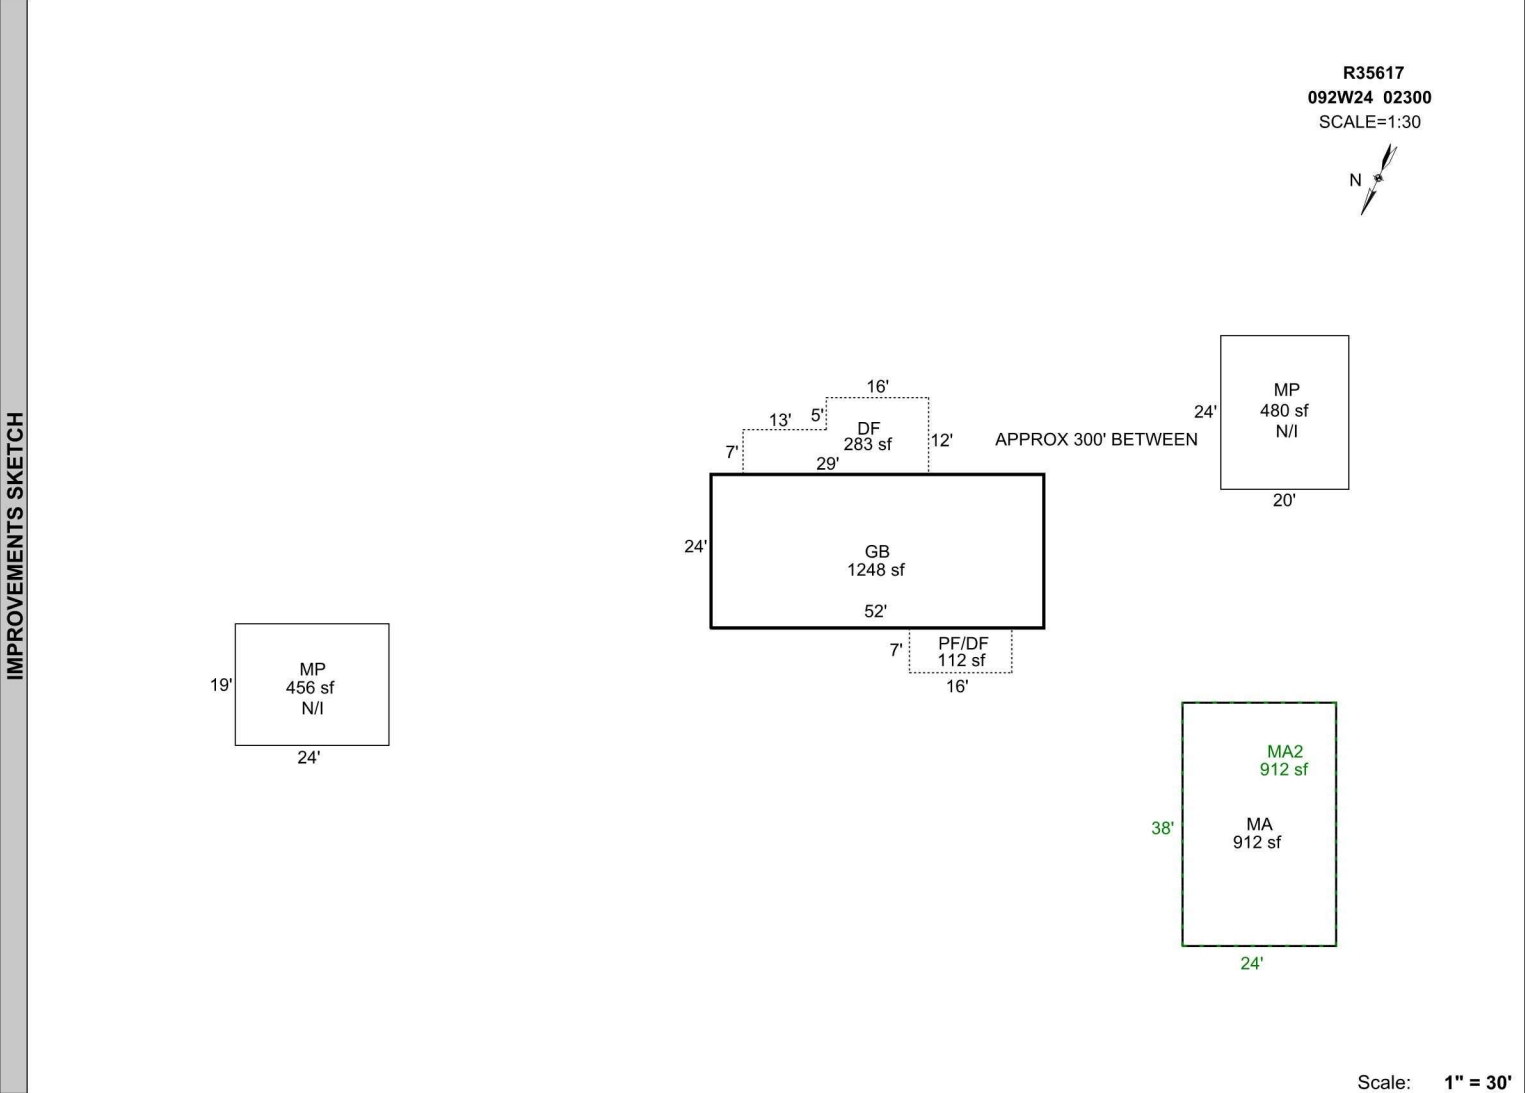 IMPROVEMENTS SKETCH
R35617
092W24 02300
SCALE=1:30
N
MP
480 sf
N/I
24'
20'
16'
13'
5'
DF
283 sf
12'
7'
29'
APPROX 300' BETWEEN
24'
GB
1248 sf
52'
7'
PF/DF
112 sf
16'
19'
MP
456 sf
N/I
24'
MA2
912 sf
38'
MA
912 sf
24'
Scale: 1" = 30'